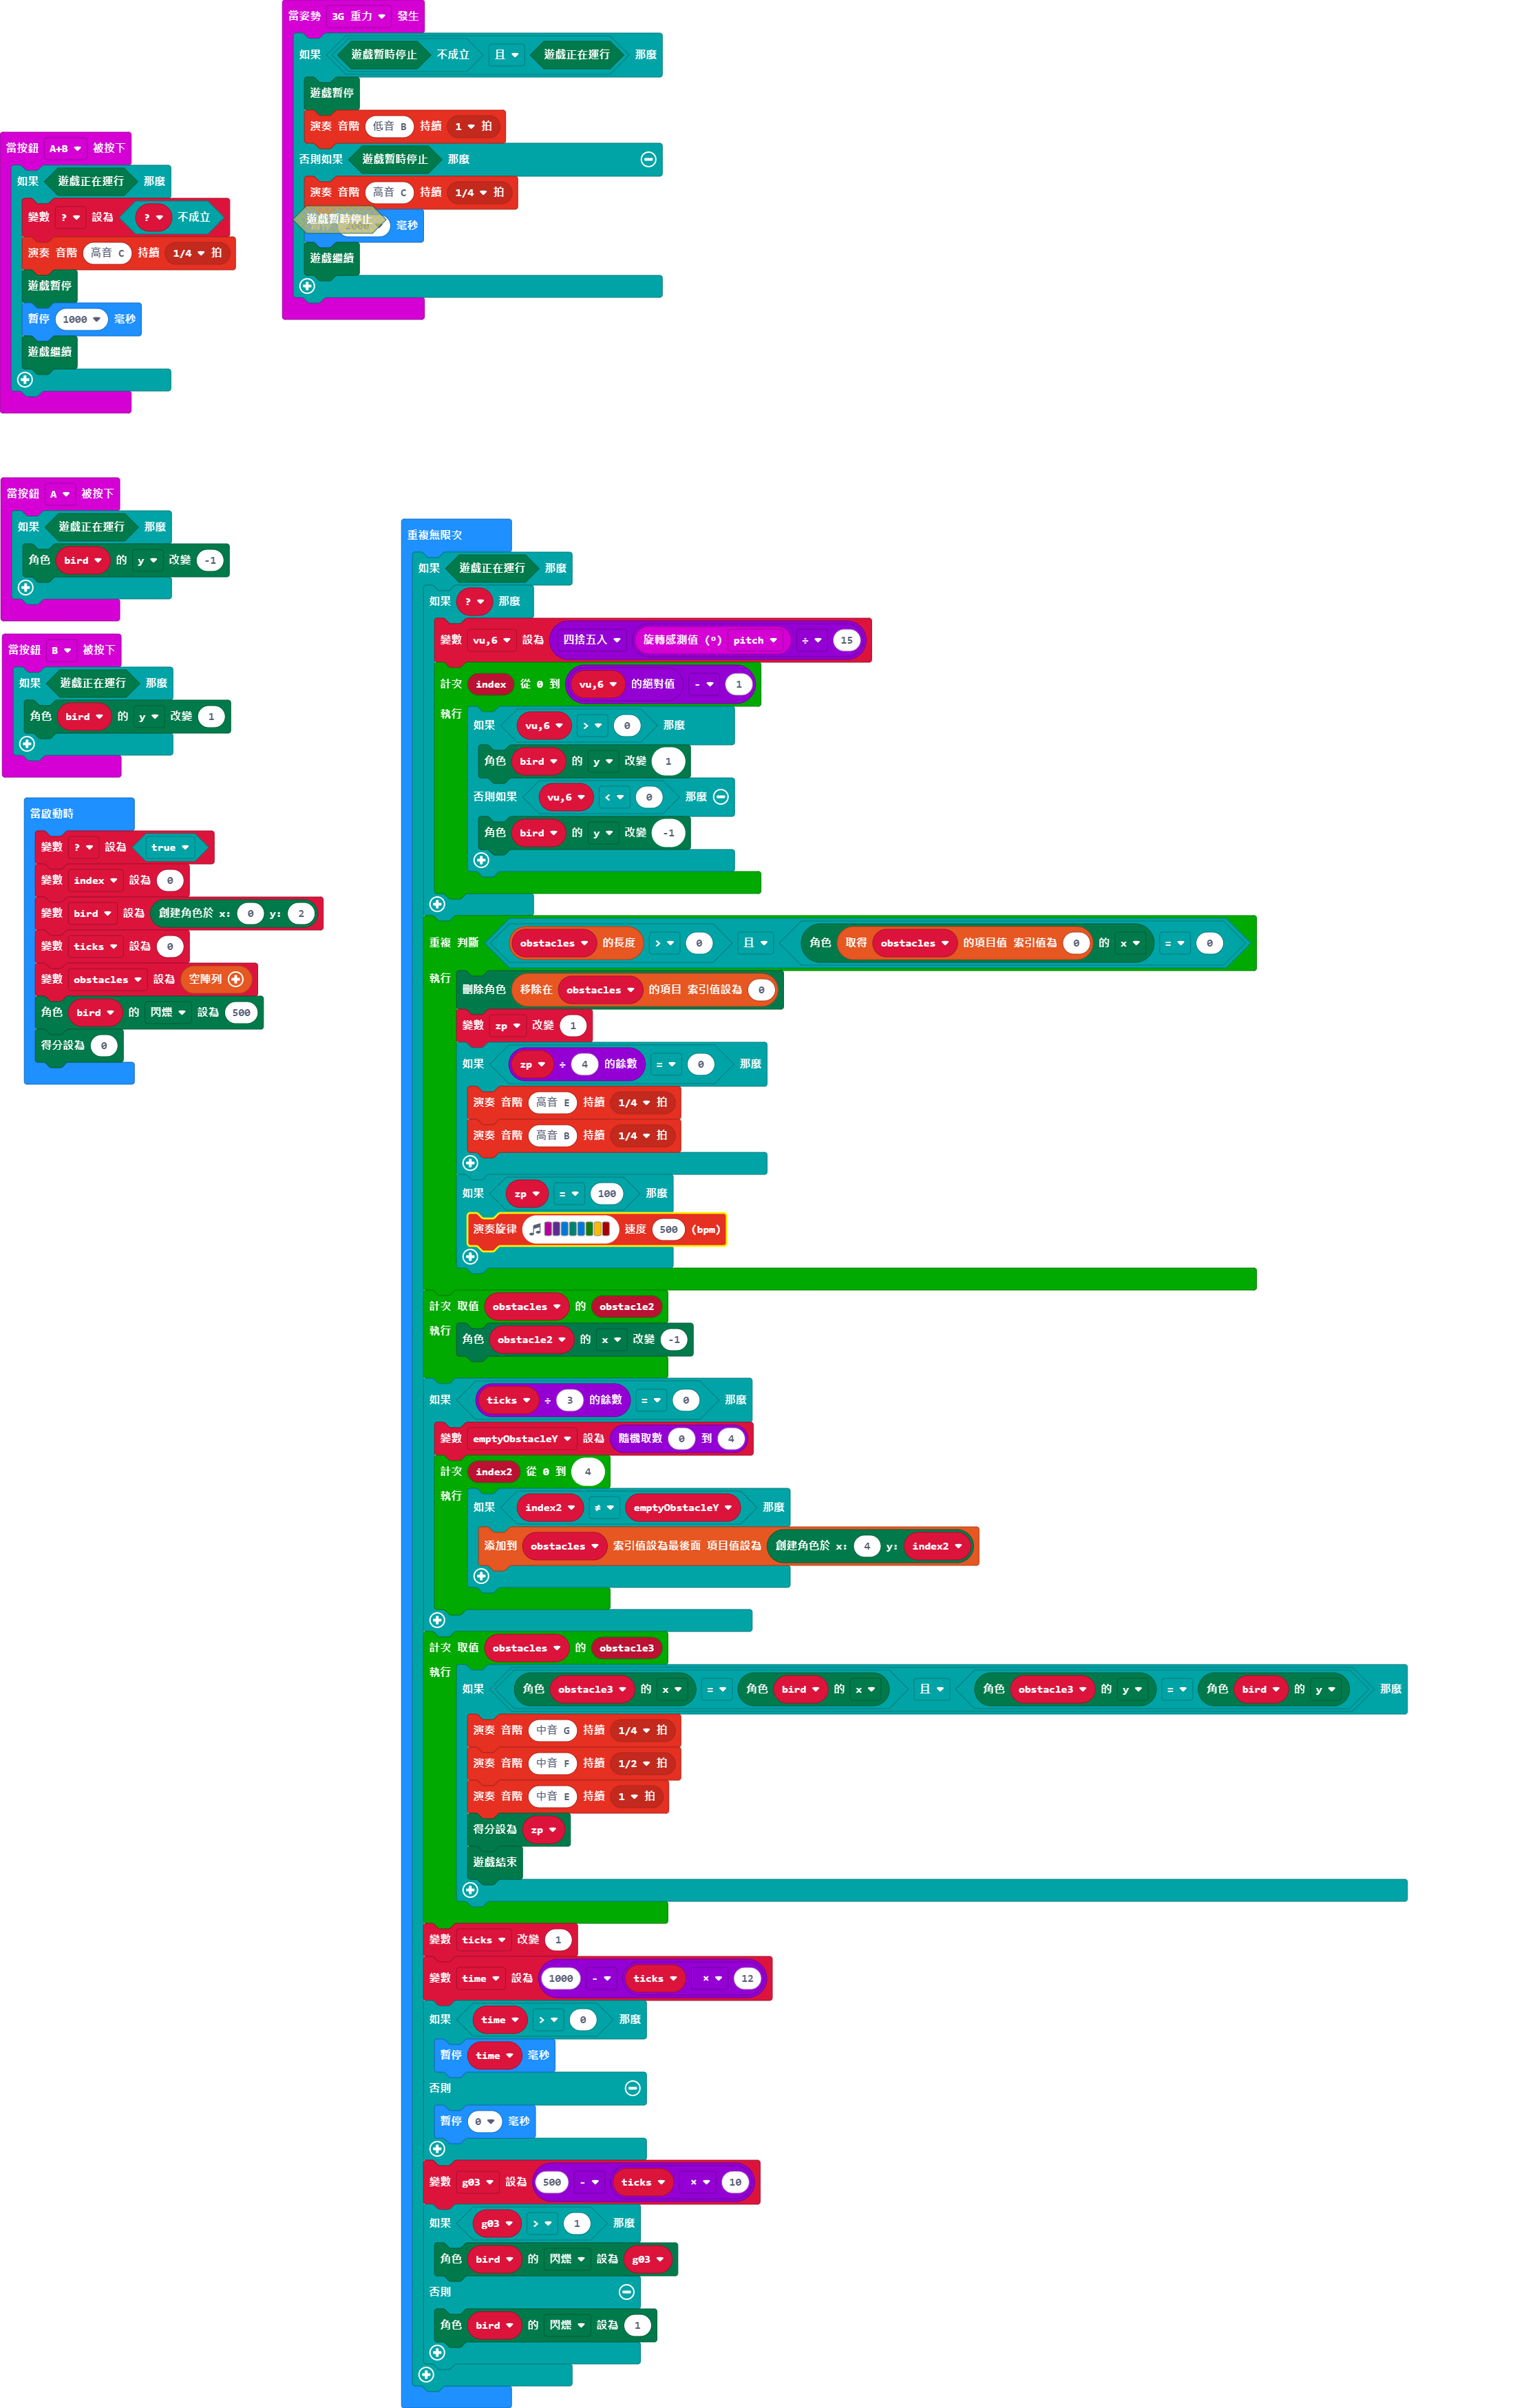 當姿勢 3G 重力 發生
如果 遊戲暫時停止 不成立 且 遊戲正在運行 那麼
遊戲暫停
演奏 音階 低音 B 持續 1 拍
否則如果 遊戲暫時停止 那麼
演奏 音階 高音 C 持續 1/4 拍
遊戲暫時停止 毫秒
遊戲繼續
當按鈕 A+B 被按下
如果 遊戲正在運行 那麼
變數 ? 設為 ? 不成立
演奏 音階 高音 C 持續 1/4 拍
遊戲暫停
暫停 1000 毫秒
遊戲繼續
當按鈕 A 被按下
如果 遊戲正在運行 那麼
角色 bird 的 y 改變 -1
當按鈕 B 被按下
如果 遊戲正在運行 那麼
角色 bird 的 y 改變 1
當啟動時
變數 ? 設為 true
變數 index 設為 0
變數 bird 設為 創建角色於 x: 0 y: 2
變數 ticks 設為 0
變數 obstacles 設為 空陣列
角色 bird 的 閃爍 設為 500
得分設為 0
重複無限次
如果 遊戲正在運行 那麼
如果 ? 那麼
變數 vu,6 設為 四捨五入 旋轉感測值 (º) pitch ÷ 15
計次 index 從 0 到 vu,6 的絕對值 - 1
執行
如果 vu,6 > 0 那麼
角色 bird 的 y 改變 1
否則如果 vu,6 < 0 那麼
角色 bird 的 y 改變 -1
重複 判斷 obstacles 的長度 > 0 且 角色 取得 obstacles 的項目值 索引值為 0 的 x = 0
執行
刪除角色 移除在 obstacles 的項目 索引值設為 0
變數 zp 改變 1
如果 zp ÷ 4 的餘數 = 0 那麼
演奏 音階 高音 E 持續 1/4 拍
演奏 音階 高音 B 持續 1/4 拍
如果 zp = 100 那麼
演奏旋律 速度 500 (bpm)
計次 取值 obstacles 的 obstacle2
執行
角色 obstacle2 的 x 改變 -1
如果 ticks ÷ 3 的餘數 = 0 那麼
變數 emptyObstacleY 設為 隨機取數 0 到 4
計次 index2 從 0 到 4
執行
如果 index2 ≠ emptyObstacleY 那麼
添加到 obstacles 索引值設為最後面 項目值設為 創建角色於 x: 4 y: index2
計次 取值 obstacles 的 obstacle3
執行
如果 角色 obstacle3 的 x = 角色 bird 的 x 且 角色 obstacle3 的 y = 角色 bird 的 y 那麼
演奏 音階 中音 G 持續 1/4 拍
演奏 音階 中音 F 持續 1/2 拍
演奏 音階 中音 E 持續 1 拍
得分設為 zp
遊戲結束
變數 ticks 改變 1
變數 time 設為 1000 - ticks × 12
如果 time > 0 那麼
暫停 time 毫秒
否則
暫停 0 毫秒
變數 g03 設為 500 - ticks × 10
如果 g03 > 1 那麼
角色 bird 的 閃爍 設為 g03
否則
角色 bird 的 閃爍 設為 1